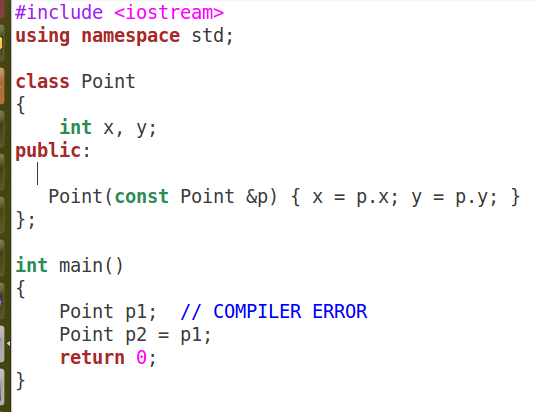 #include <iostream>
using namespace std;
class Point
{
    int x, y;
public:
   Point(const Point &p) { x = p.x; y = p.y; }
};
int main()
{
    Point p1;  // COMPILER ERROR
    Point p2 = p1;
    return 0;
}